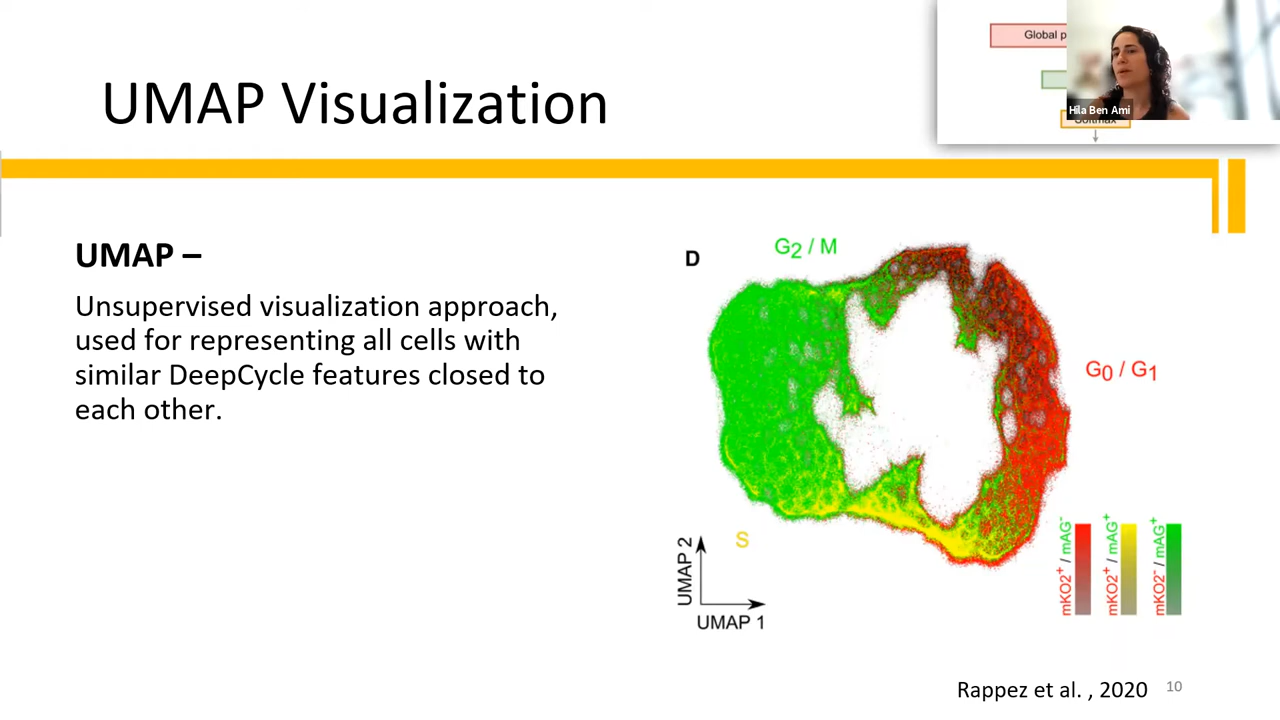 UMAP Visualization
Global p
Hila Ben Ami
UMAP –
Unsupervised visualization approach,
used for representing all cells with
similar DeepCycle features closed to
each other.
D
G2 / M
G0 / G1
S
UMAP 2
UMAP 1
mKO2+ / mAG-
mKO2+ / mAG+
mKO2- / mAG+
Rappez et al. , 2020
10